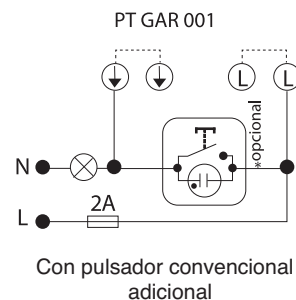 PT GAR 001
L L
*opcional
N
2A
L
Con pulsador convencional
adicional